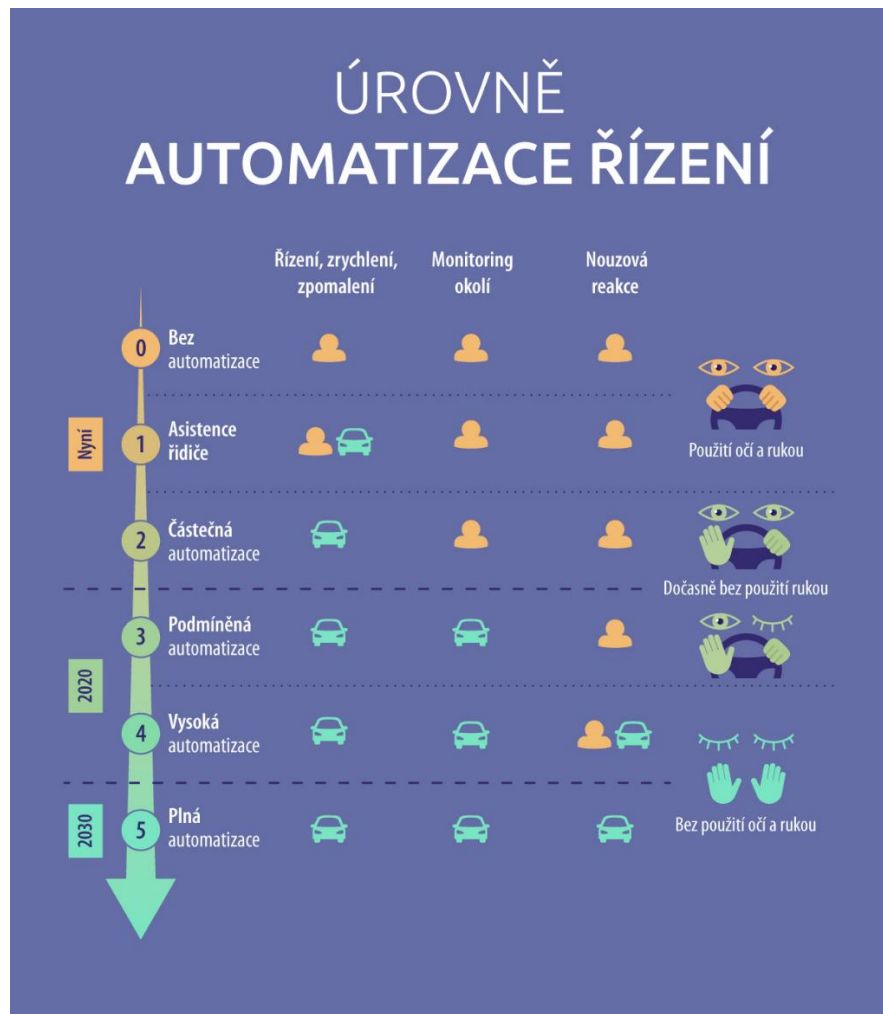 ÚROVNĚ
AUTOMATIZACE ŘÍZENÍ
Řízení, zrychlení,
zpomalení
Monitoring
okolí
Nouzová
reakce
0
Bez
automatizace
Nyní
1
Asistence
řidiče
Použití očí a rukou
2
Částečná
automatizace
Dočasně bez použití rukou
3
Podmíněná
automatizace
2020
4
Vysoká
automatizace
2030
5
Plná
automatizace
Bez použití očí a rukou